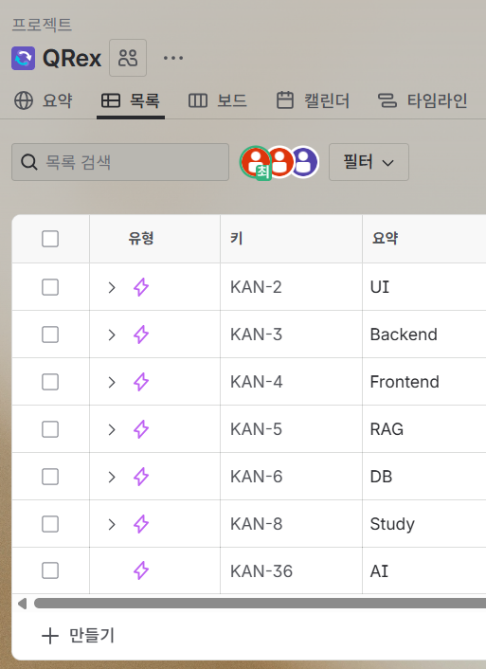 프로젝트
QRex
요약 목록 보드 캘린더 타임라인
목록 검색 최 필터
유형 키 요약
KAN-2 UI
KAN-3 Backend
KAN-4 Frontend
KAN-5 RAG
KAN-6 DB
KAN-8 Study
KAN-36 AI
만들기